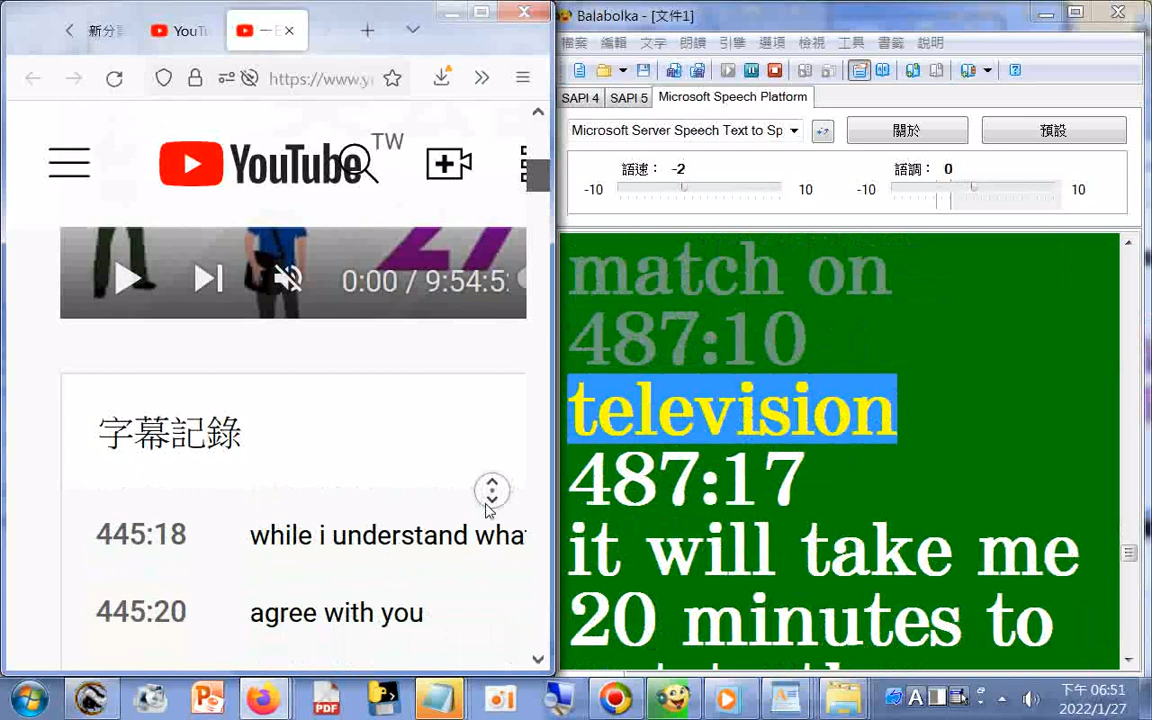 新分
YouTu
一E
https://www.y
YouTube
TW
27
0:00 / 9:54:5
字幕記錄
445:18
while i understand what
445:20
agree with you
Balabolka - [文件1]
檔案 編輯 文字 朗讀 引擎 選項 檢視 工具 書籤 說明
SAPI 4
SAPI 5
Microsoft Speech Platform
Microsoft Server Speech Text to Sp
關於
預設
語速: -2
語調: 0
-10
10
-10
10
match on
487:10
television
487:17
it will take me
20 minutes to
PDF
A
下午 06:51
2022/1/27